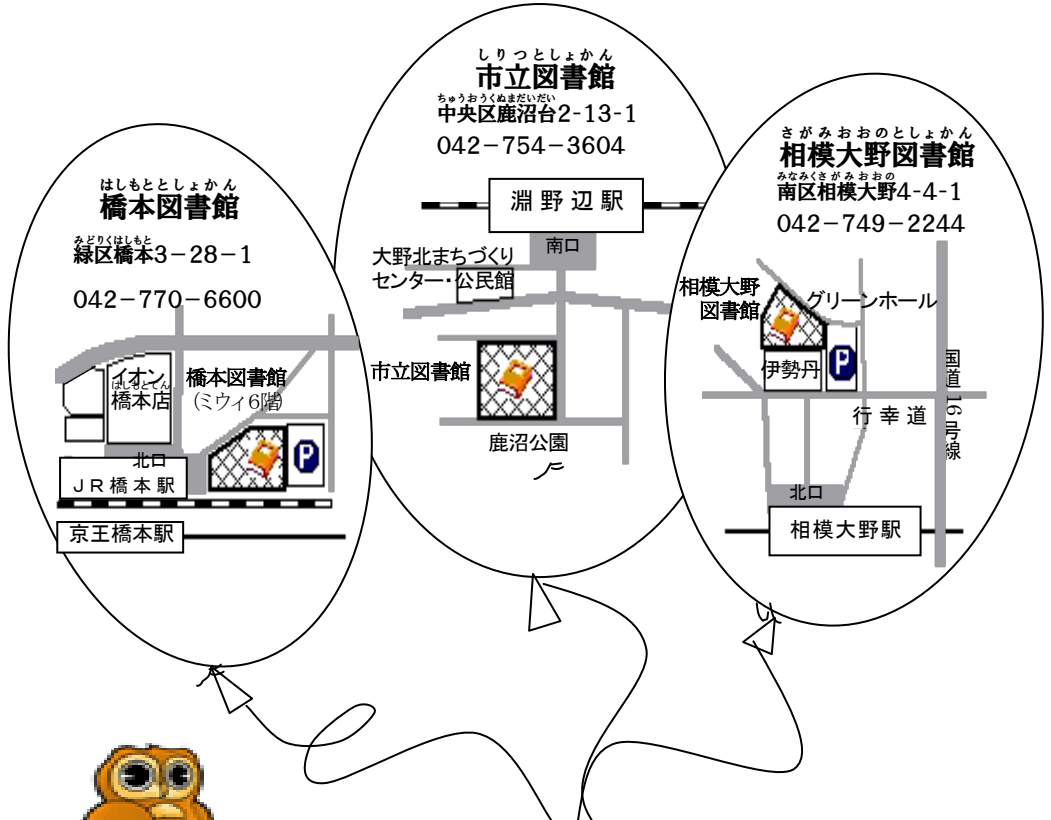 はしもととしょかん
橋本図書館
みどりくはしもと
緑区橋本3－28－1
042－770－6600
イオン
はしもとてん
橋本店
橋本図書館
(ミウィ6階)
北口
P
ＪＲ橋本駅
京王橋本駅
しりつとしょかん
市立図書館
ちゅうおうくぬまだいだい
中央区鹿沼台2-13-1
042－754－3604
淵野辺駅
南口
大野北まちづくり
センター・公民館
市立図書館
鹿沼公園
さがみおおのとしょかん
相模大野図書館
みなみくさがみおおの
南区相模大野4-4-1
042－749－2244
相模大野
図書館
グリーンホール
伊勢丹
P
国道16号線
行幸道
北口
相模大野駅